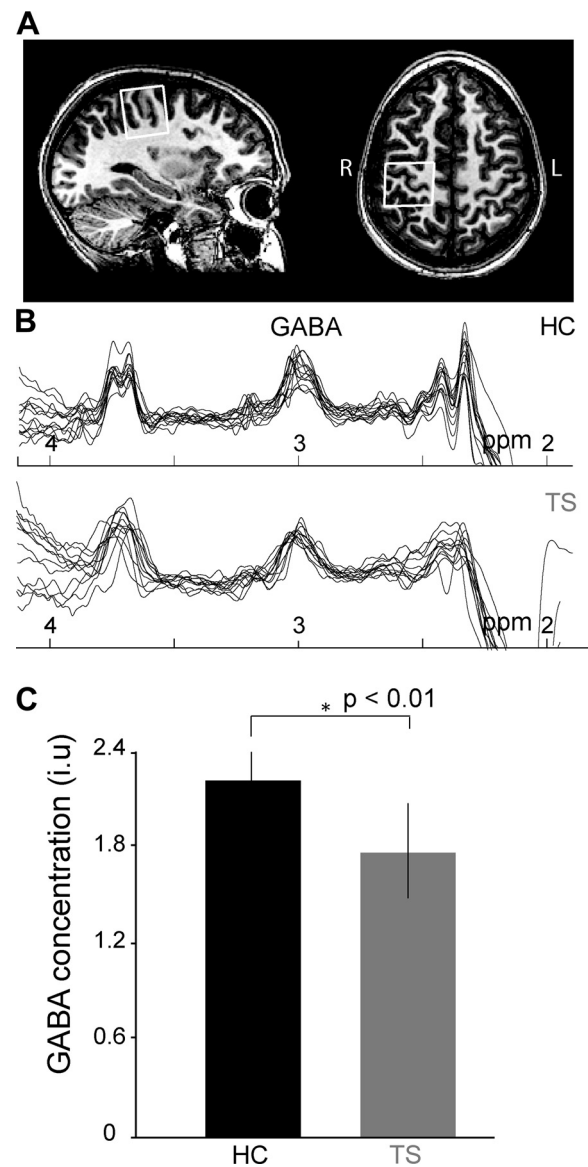 A
R L
B
GABA HC
4 3 ppm 2
TS
4 3 ppm 2
C
* p < 0.01
GABA concentration (i.u)
2.4
1.8
1.2
0.6
0
HC TS